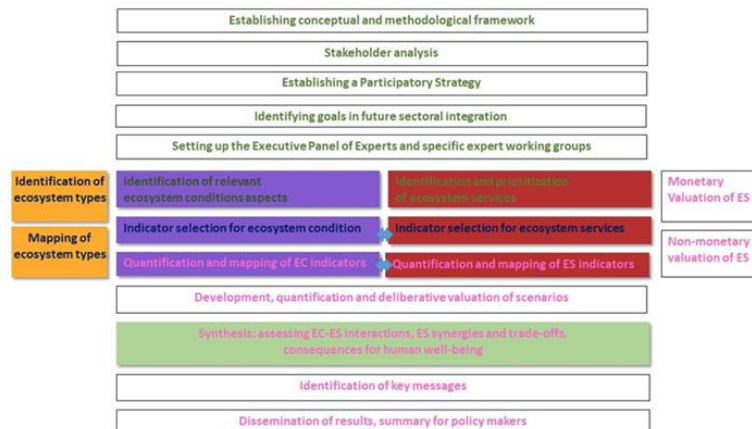 Establishing conceptual and methodological framework
Stakeholder analysis
Establishing a Participatory Strategy
Identifying goals in future sectoral integration
Setting up the Executive Panel of Experts and specific expert working groups
Identification of
ecosystem types
Mapping of
ecosystem types
Identification of relevant
ecosystem conditions aspects
Identification and prioritization
of ecosystem services
Indicator selection for ecosystem condition
Indicator selection for ecosystem services
Quantification and mapping of EC indicators
Quantification and mapping of ES indicators
Monetary
Valuation of ES
Non-monetary
valuation of ES
Development, quantification and deliberative valuation of scenarios
Synthesis: assessing EC-ES interactions, ES synergies and trade-offs,
consequences for human well-being
Identification of key messages
Dissemination of results, summary for policy makers